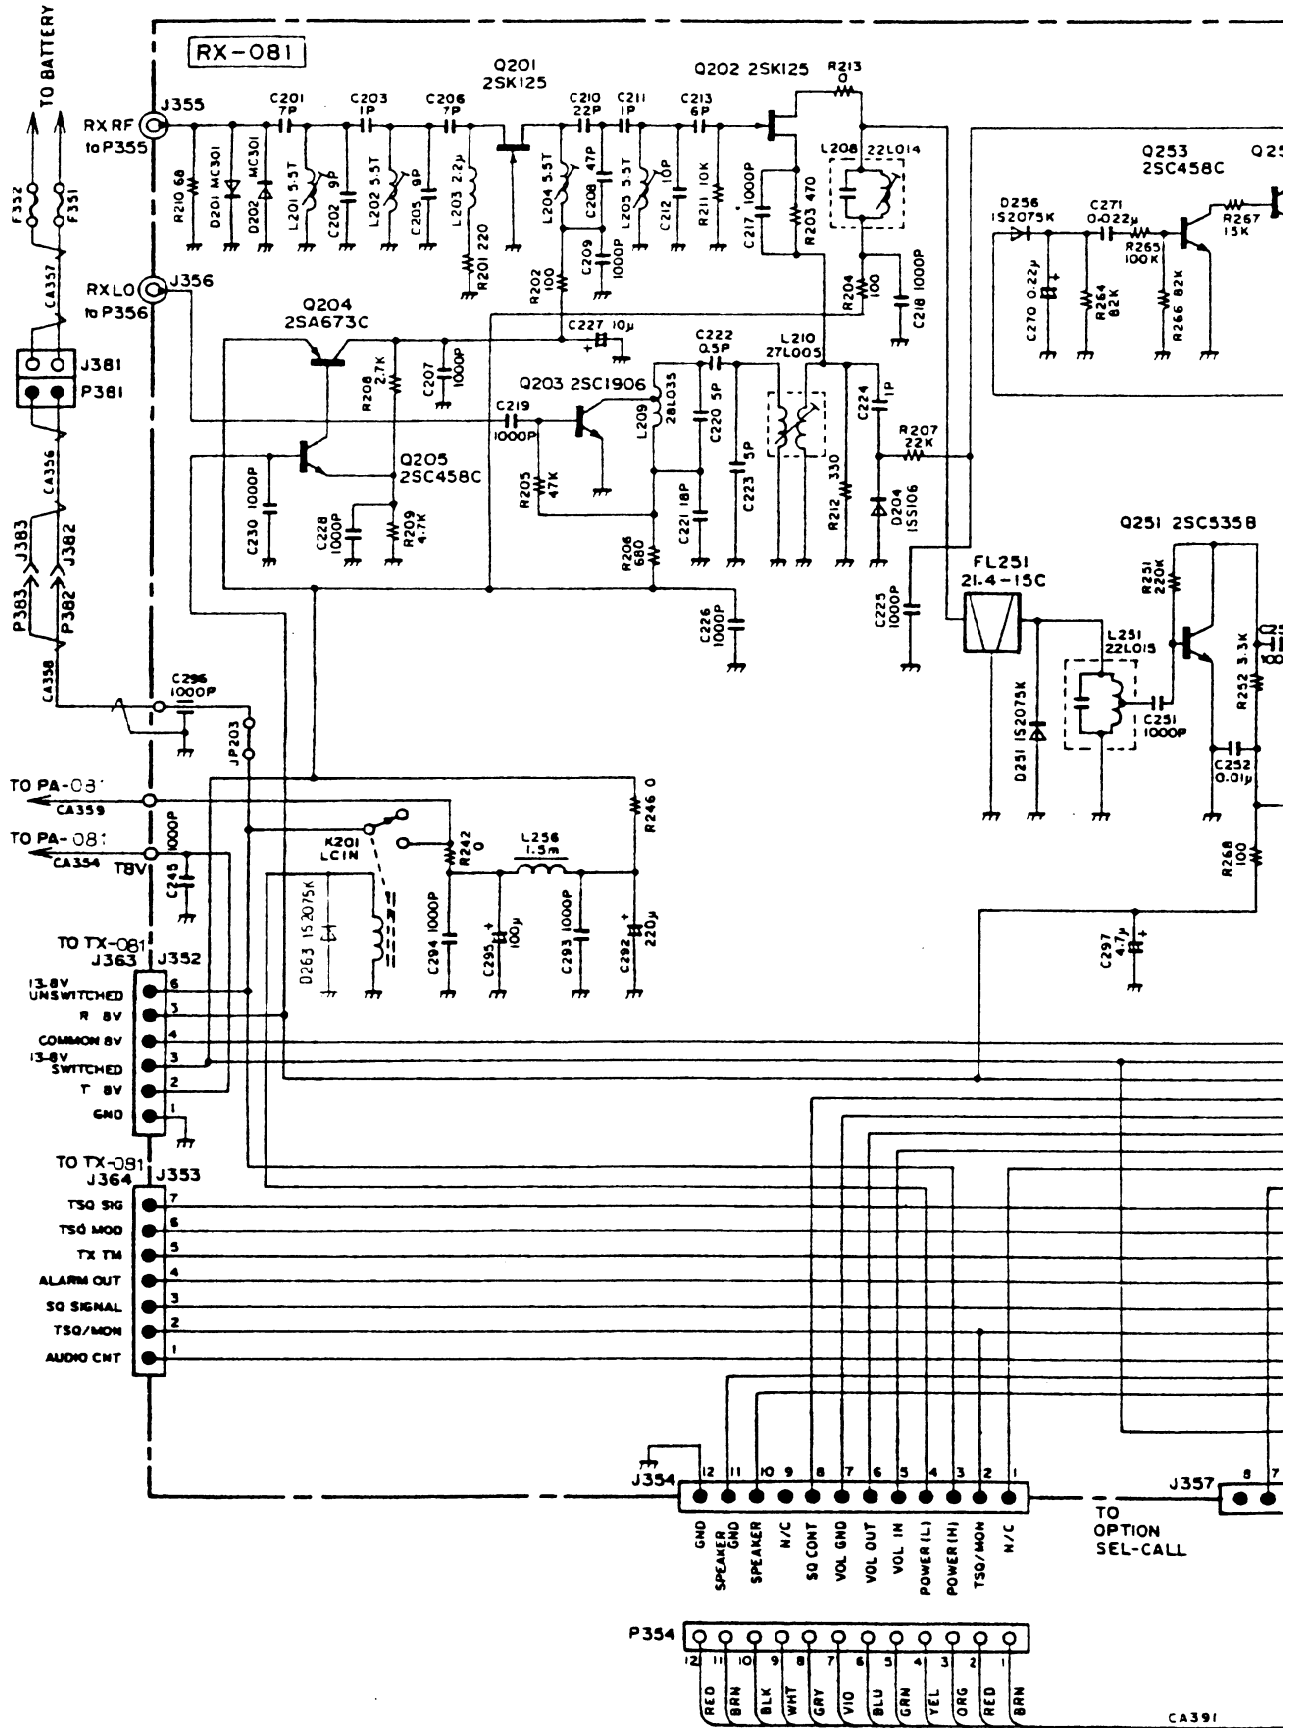 TO BATTERY
RX-081
J355
RXRF
to P355
F352
F351
R210 68
D201 MC301
D202 MC301
C201
7P
L201 5.5T
C202 9P
C203
1P
L202 5.5T
C205 9P
C206
7P
L203 2.2μ
R201 220
Q201
2SK125
C210
22P
L204 5.5T
C208 47P
C209
1000P
R202
100
C211
1P
L205 5.5T
C212 10P
C213
6P
R211 10K
Q202 2SK125
R213
0
C217 1000P
R203 470
L208 22L014
R204
100
C218 1000P
Q253
2SC458C
Q25
D256
1S2075K
C271
0.022μ
R265
100K
R267
15K
C270 0.22μ
R264
82K
R266 82K
J356
RXLO
to P356
CA357
J381
P381
Q204
2SA673C
C227 10μ
R208
2.7K
C207
1000P
Q203 2SC1906
C219
1000P
L209
28L035
C222
0.5P
C220 5P
L210
27L005
C224
1P
R207
22K
CA356
C230 1000P
Q205
2SC458C
C228
1000P
R209
4.7K
R205
47K
C221 18P
R206
680
C223
5P
R212
330
D204
1SS106
J383
J382
P383
P382
C226
1000P
C225
1000P
FL251
21.4-15C
Q251 2SC535B
R251
220K
L251
22L015
R252 3.3K
CA358
C296
1000P
JP203
D251 1S2075K
C251
1000P
C252
0.01μ
TO PA-081
CA359
TO PA-081
CA354
T8V
C245 1000P
K201
LC1N
R242
0
L256
1.5m
R246 0
R268
100
D263 1S2075K
C294 1000P
C295
100μ
C293 1000P
C292
220μ
C297
4.7μ
TO TX-081
J363
J352
13.8V
UNSWITCHED
6
R 8V
5
COMMON 8V
4
13.8V
SWITCHED
3
T 8V
2
GND
1
TO TX-081
J364
J353
TSQ SIG
7
TSQ MOD
6
TX TM
5
ALARM OUT
4
SQ SIGNAL
3
TSQ/MON
2
AUDIO CNT
1
J354
12 11 10 9 8 7 6 5 4 3 2 1
GND
SPEAKER
GND
SPEAKER
N/C
SQ CONT
VOL GND
VOL OUT
VOL IN
POWER(L)
POWER(H)
TSQ/MON
N/C
TO
OPTION
SEL-CALL
J357
8 7
P354
12 11 10 9 8 7 6 5 4 3 2 1
RED
BRN
BLK
WHT
GRY
VIO
BLU
GRN
YEL
ORG
RED
BRN
CA391